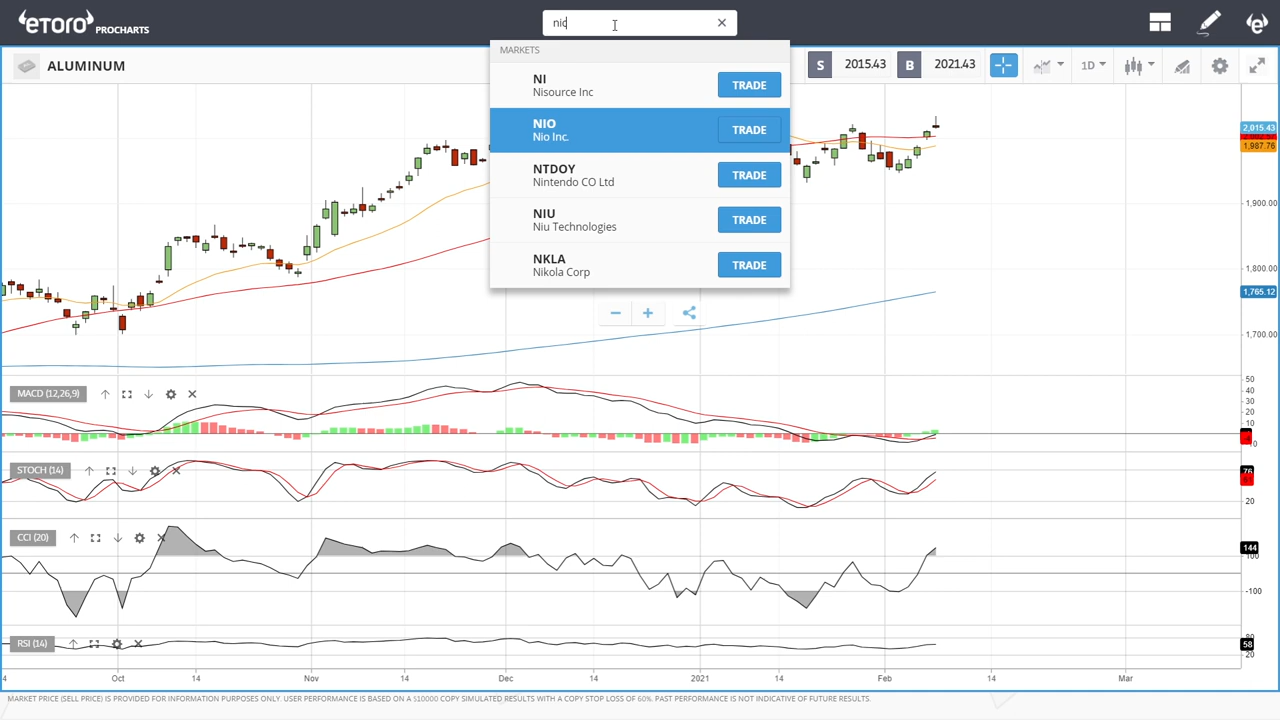 eToro PROCHARTS
nic
ALUMINUM
MARKETS
NI
Nisource Inc
TRADE
NIO
Nio Inc.
TRADE
NTDOY
Nintendo CO Ltd
TRADE
NIU
Niu Technologies
TRADE
NKLA
Nikola Corp
TRADE
S 2015.43 B 2021.43 1D
2,015.43
1,987.76
1,900.00
1,800.00
1,765.12
1,700.00
MACD (12,26,9)
50
40
30
20
10
STOCH (14)
76
20
CCI (20)
144
100
-100
RSI (14)
80
58
20
4 Oct 14 Nov 14 Dec 14 2021 14 Feb 14 Mar
MARKET PRICE (SELL PRICE) IS PROVIDED FOR INFORMATION PURPOSES ONLY. USER PERFORMANCE IS BASED ON A $10000 COPY SIMULATED RESULTS WITH A COPY STOP LOSS OF 60%. PAST PERFORMANCE IS NOT INDICATIVE OF FUTURE RESULTS.